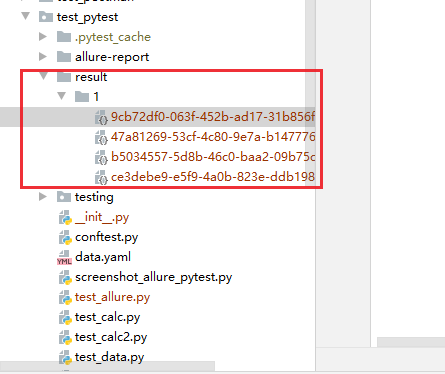 test_pytest
.pytest_cache
allure-report
result
1
9cb72df0-063f-452b-ad17-31b856f
47a81269-53cf-4c80-9e7a-b147776
b5034557-5d8b-46c0-baa2-09b75c
ce3debe9-e5f9-4a0b-823e-ddb198
testing
__init__.py
conftest.py
YML data.yaml
screenshot_allure_pytest.py
test_allure.py
test_calc.py
test_calc2.py
test_data.py